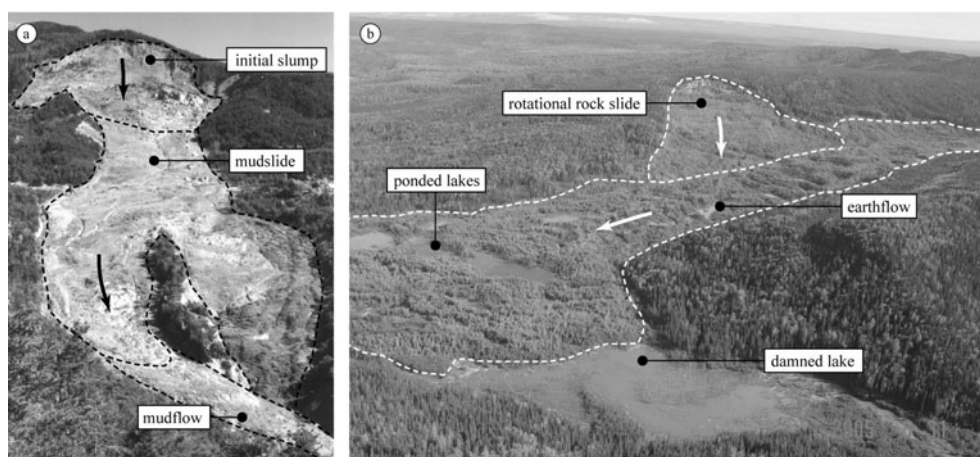 a
initial slump
mudslide
mudflow
b
rotational rock slide
ponded lakes
earthflow
damned lake